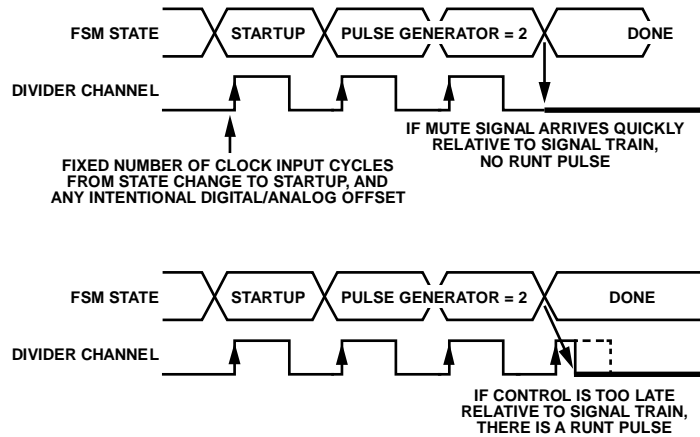 FSM STATE STARTUP PULSE GENERATOR = 2 DONE
DIVIDER CHANNEL
IF MUTE SIGNAL ARRIVES QUICKLY
RELATIVE TO SIGNAL TRAIN,
NO RUNT PULSE
FIXED NUMBER OF CLOCK INPUT CYCLES
FROM STATE CHANGE TO STARTUP, AND
ANY INTENTIONAL DIGITAL/ANALOG OFFSET
FSM STATE STARTUP PULSE GENERATOR = 2 DONE
DIVIDER CHANNEL
IF CONTROL IS TOO LATE
RELATIVE TO SIGNAL TRAIN,
THERE IS A RUNT PULSE